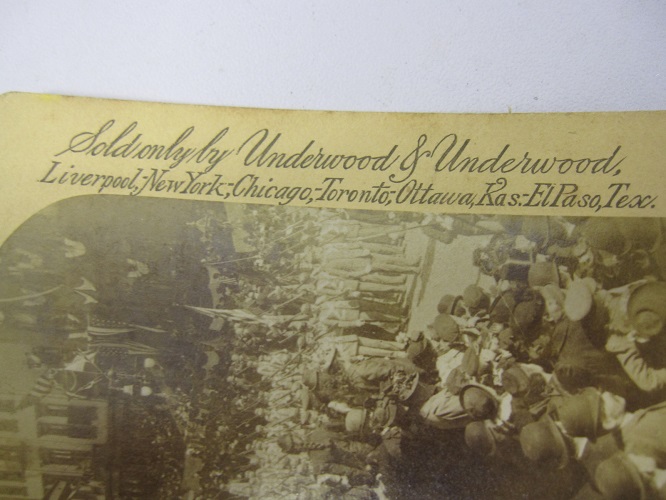 Sold only by Underwood & Underwood,
Liverpool,-New York,-Chicago,-Toronto,-Ottawa, Kas.-El Paso, Tex.